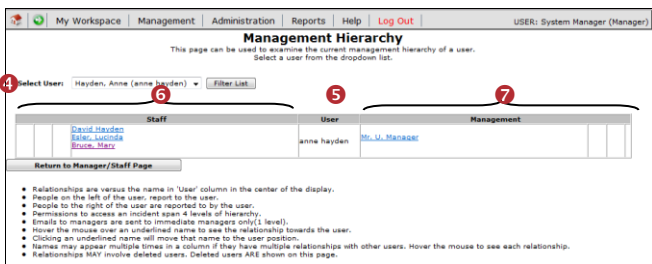 My Workspace | Management | Administration | Reports | Help | Log Out | USER: System Manager (Manager)
Management Hierarchy
This page can be used to examine the current management hierarchy of a user.
Select a user from the dropdown list.
4 Select User: Hayden, Anne (anne hayden) Filter List
6 5 7
Staff User Management
David Hayden
Esler, Lucinda
Bruce, Mary
anne hayden
Mr. U. Manager
Return to Manager/Staff Page
• Relationships are versus the name in 'User' column in the center of the display.
• People on the left of the user, report to the user.
• People to the right of the user are reported to by the user.
• Permissions to access an incident span 4 levels of hierarchy.
• Emails to managers are sent to immediate managers only(1 level).
• Hover the mouse over an underlined name to see the relationship towards the user.
• Clicking an underlined name will move that name to the user position.
• Names may appear multiple times in a column if they have multiple relationships with other users. Hover the mouse to see each relationship.
• Relationships MAY involve deleted users. Deleted users ARE shown on this page.